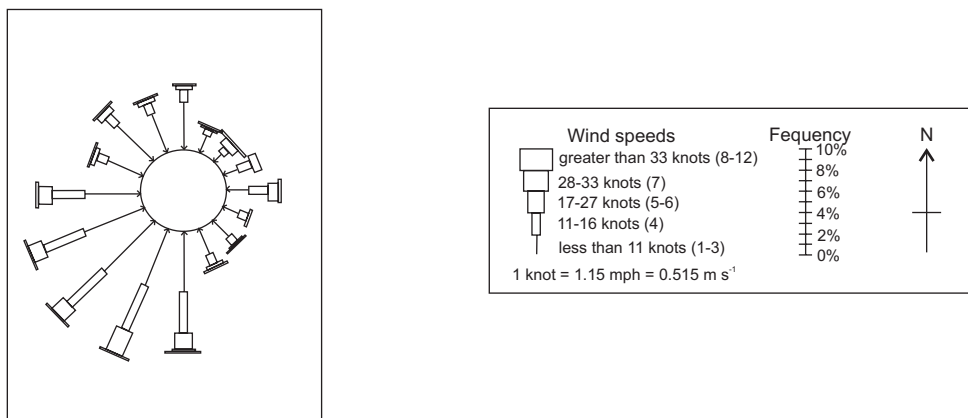 Wind speeds
greater than 33 knots (8-12)
28-33 knots (7)
17-27 knots (5-6)
11-16 knots (4)
less than 11 knots (1-3)
1 knot = 1.15 mph = 0.515 m s⁻¹
Fequency
10%
8%
6%
4%
2%
0%
N